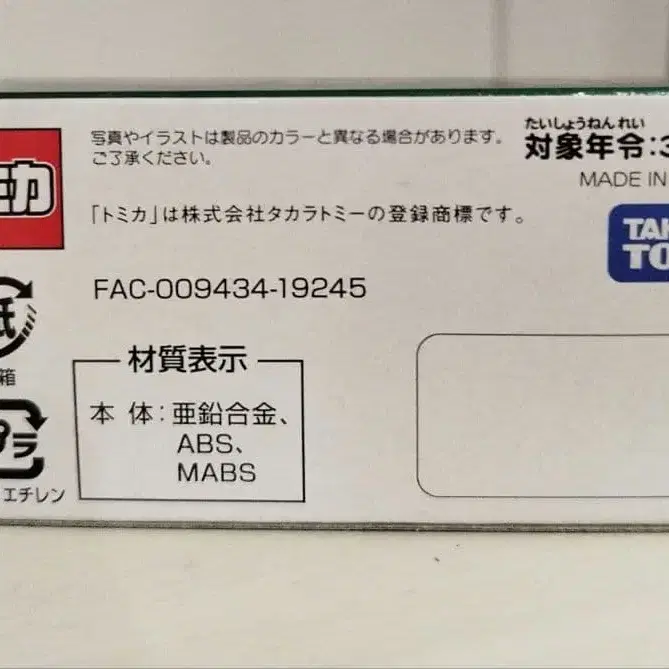 写真やイラストは製品のカラーと異なる場合があります。
ご了承ください。
たいしょうねんれい
対象年令:3
MADE IN
「トミカ」は株式会社タカラトミーの登録商標です。
TAK
TO
FAC-009434-19245
紙
箱
材質表示
本 体:亜鉛合金、
ABS、
MABS
プラ
エチレン